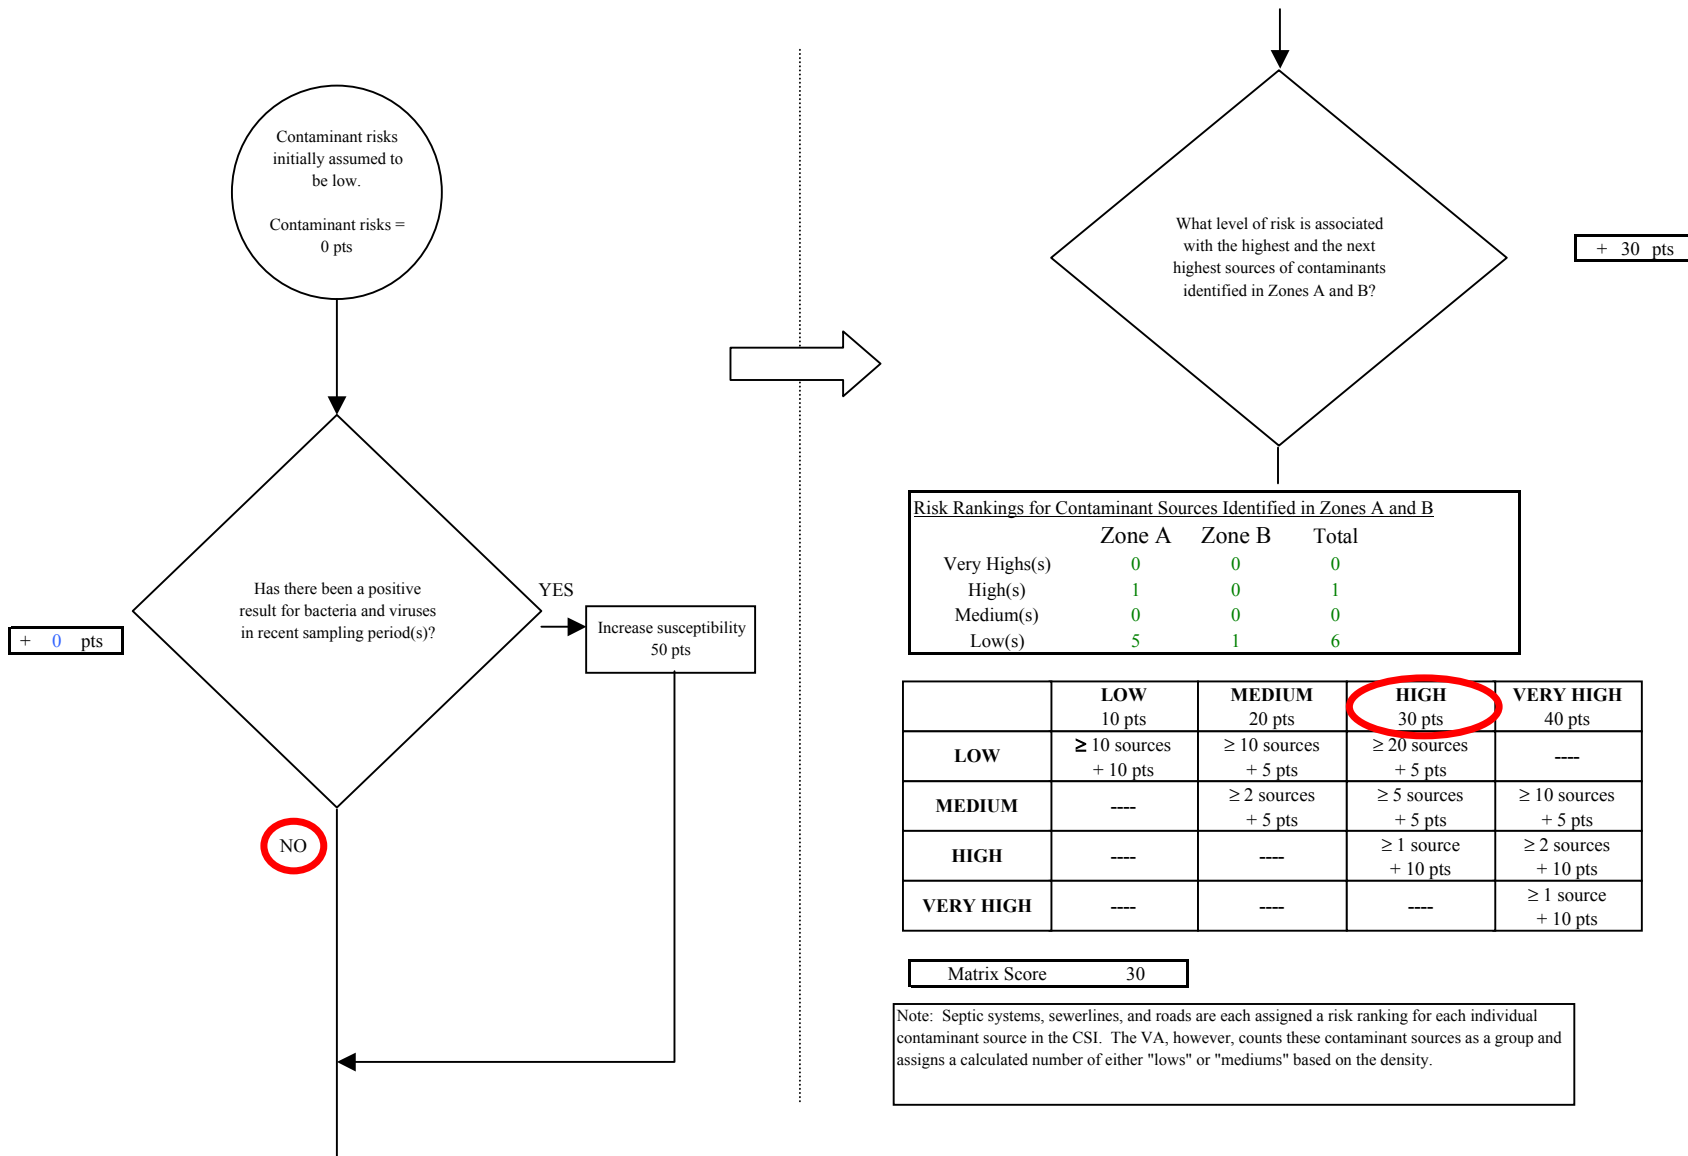 Contaminant risks
initially assumed to
be low.
Contaminant risks =
0 pts
Has there been a positive
result for bacteria and viruses
in recent sampling period(s)?
+ 0 pts
YES
Increase susceptibility
50 pts
NO
What level of risk is associated
with the highest and the next
highest sources of contaminants
identified in Zones A and B?
+ 30 pts
Risk Rankings for Contaminant Sources Identified in Zones A and B
Zone A Zone B Total
Very Highs(s) 0 0 0
High(s) 1 0 1
Medium(s) 0 0 0
Low(s) 5 1 6
LOW MEDIUM HIGH VERY HIGH
10 pts 20 pts 30 pts 40 pts
LOW ≥ 10 sources ≥ 10 sources ≥ 20 sources ----
+ 10 pts + 5 pts + 5 pts
MEDIUM ---- ≥ 2 sources ≥ 5 sources ≥ 10 sources
+ 5 pts + 5 pts + 5 pts
HIGH ---- ---- ≥ 1 source ≥ 2 sources
+ 10 pts + 10 pts
VERY HIGH ---- ---- ---- ≥ 1 source
+ 10 pts
Matrix Score 30
Note: Septic systems, sewerlines, and roads are each assigned a risk ranking for each individual
contaminant source in the CSI. The VA, however, counts these contaminant sources as a group and
assigns a calculated number of either "lows" or "mediums" based on the density.